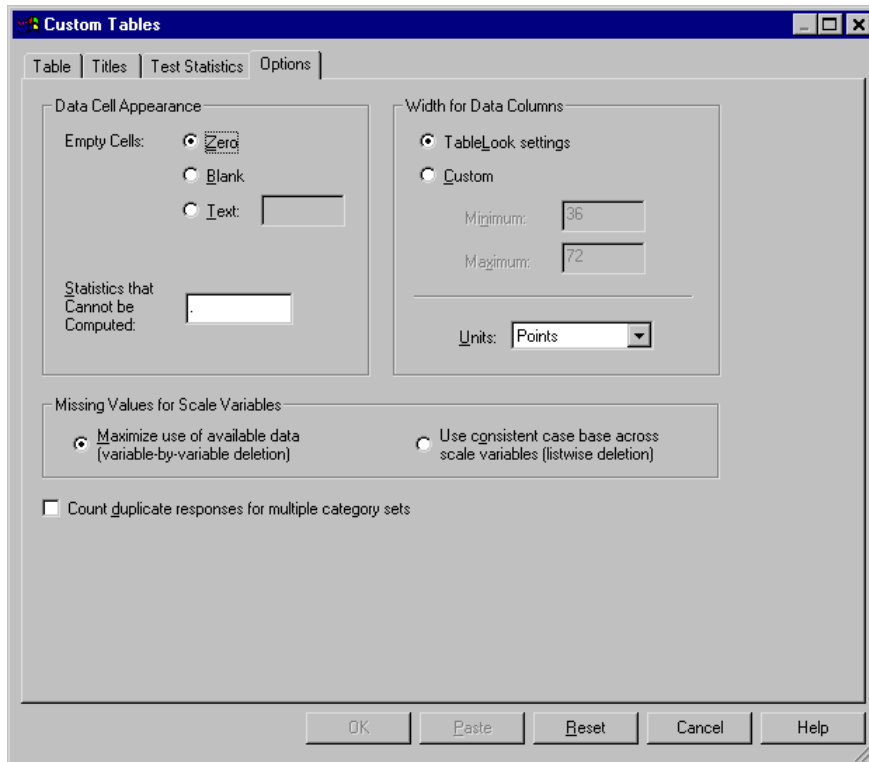 Custom Tables
Table Titles Test Statistics Options
Data Cell Appearance
Empty Cells: Zero
Blank
Text:
Statistics that
Cannot be
Computed:
.
Width for Data Columns
TableLook settings
Custom
Minimum: 36
Maximum: 72
Units: Points
Missing Values for Scale Variables
Maximize use of available data
(variable-by-variable deletion)
Use consistent case base across
scale variables (listwise deletion)
Count duplicate responses for multiple category sets
OK Paste Reset Cancel Help